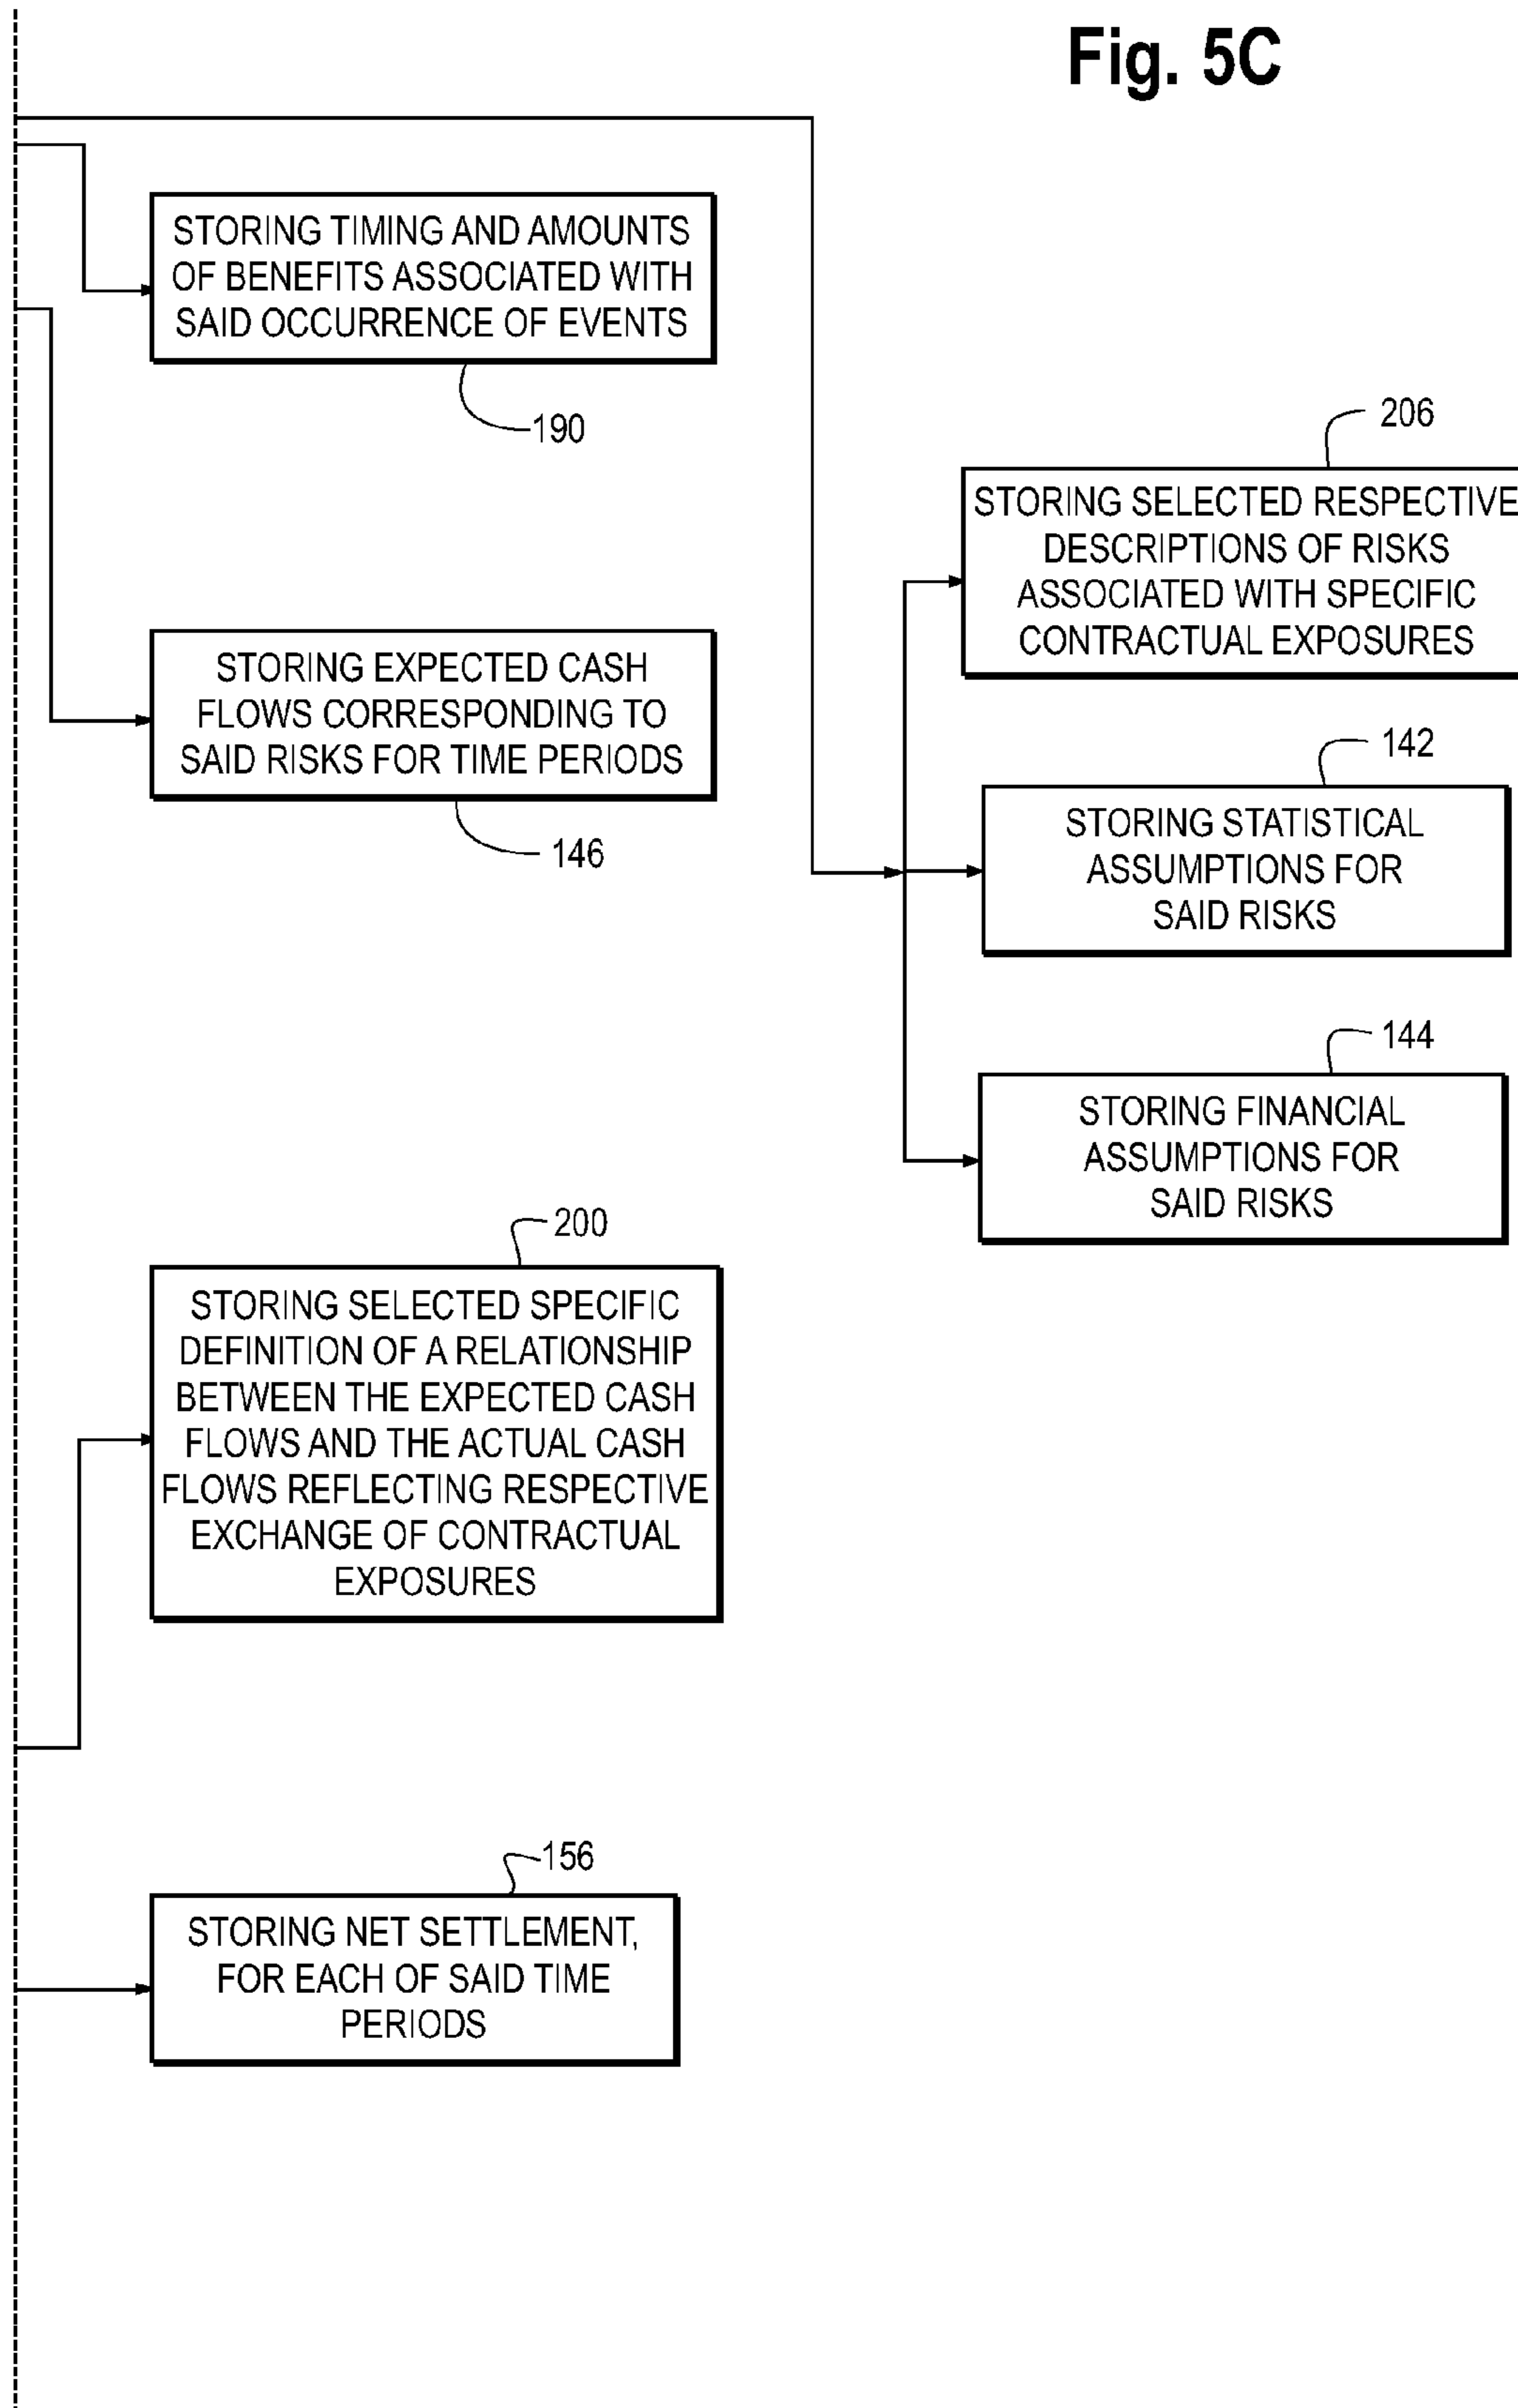 Fig. 5C
STORING TIMING AND AMOUNTS
OF BENEFITS ASSOCIATED WITH
SAID OCCURRENCE OF EVENTS
190
206
STORING SELECTED RESPECTIVE
DESCRIPTIONS OF RISKS
ASSOCIATED WITH SPECIFIC
CONTRACTUAL EXPOSURES
STORING EXPECTED CASH
FLOWS CORRESPONDING TO
SAID RISKS FOR TIME PERIODS
146
142
STORING STATISTICAL
ASSUMPTIONS FOR
SAID RISKS
144
STORING FINANCIAL
ASSUMPTIONS FOR
SAID RISKS
200
STORING SELECTED SPECIFIC
DEFINITION OF A RELATIONSHIP
BETWEEN THE EXPECTED CASH
FLOWS AND THE ACTUAL CASH
FLOWS REFLECTING RESPECTIVE
EXCHANGE OF CONTRACTUAL
EXPOSURES
156
STORING NET SETTLEMENT,
FOR EACH OF SAID TIME
PERIODS